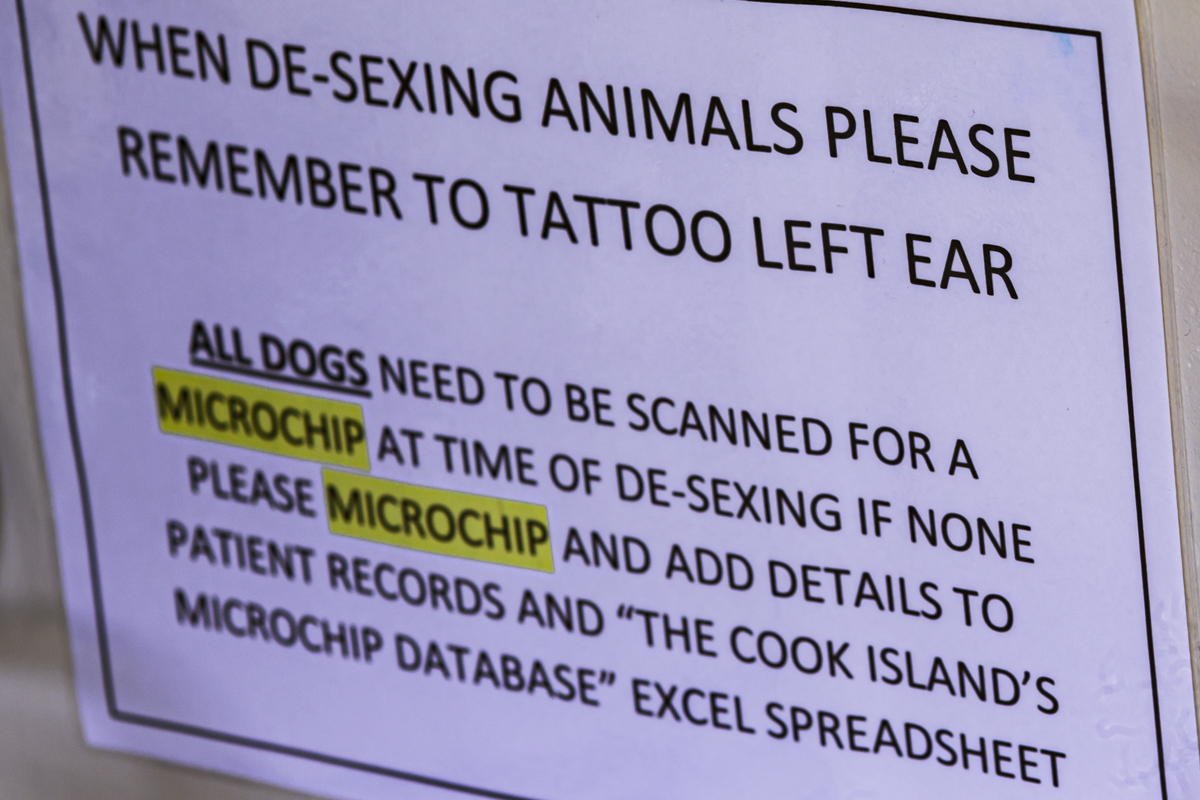 WHEN DE-SEXING ANIMALS PLEASE
REMEMBER TO TATTOO LEFT EAR
ALL DOGS NEED TO BE SCANNED FOR A
MICROCHIP AT TIME OF DE-SEXING IF NONE
PLEASE MICROCHIP AND ADD DETAILS TO
PATIENT RECORDS AND “THE COOK ISLAND’S
MICROCHIP DATABASE” EXCEL SPREADSHEET